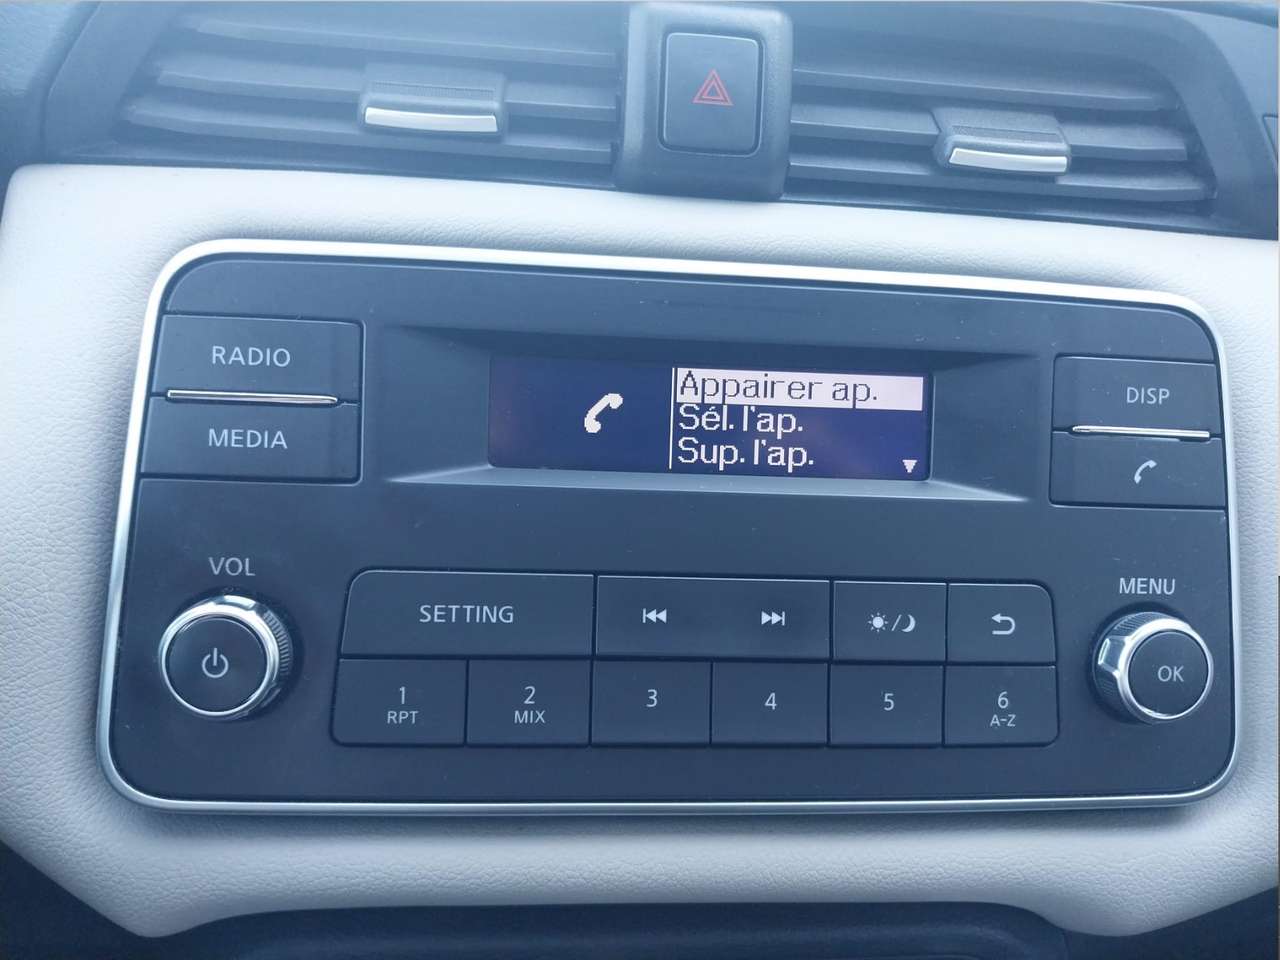 RADIO
MEDIA
Appairer ap.
Sél. l'ap.
Sup. l'ap.
DISP
VOL
SETTING
MENU
OK
1
RPT
2
MIX
3
4
5
6
A-Z